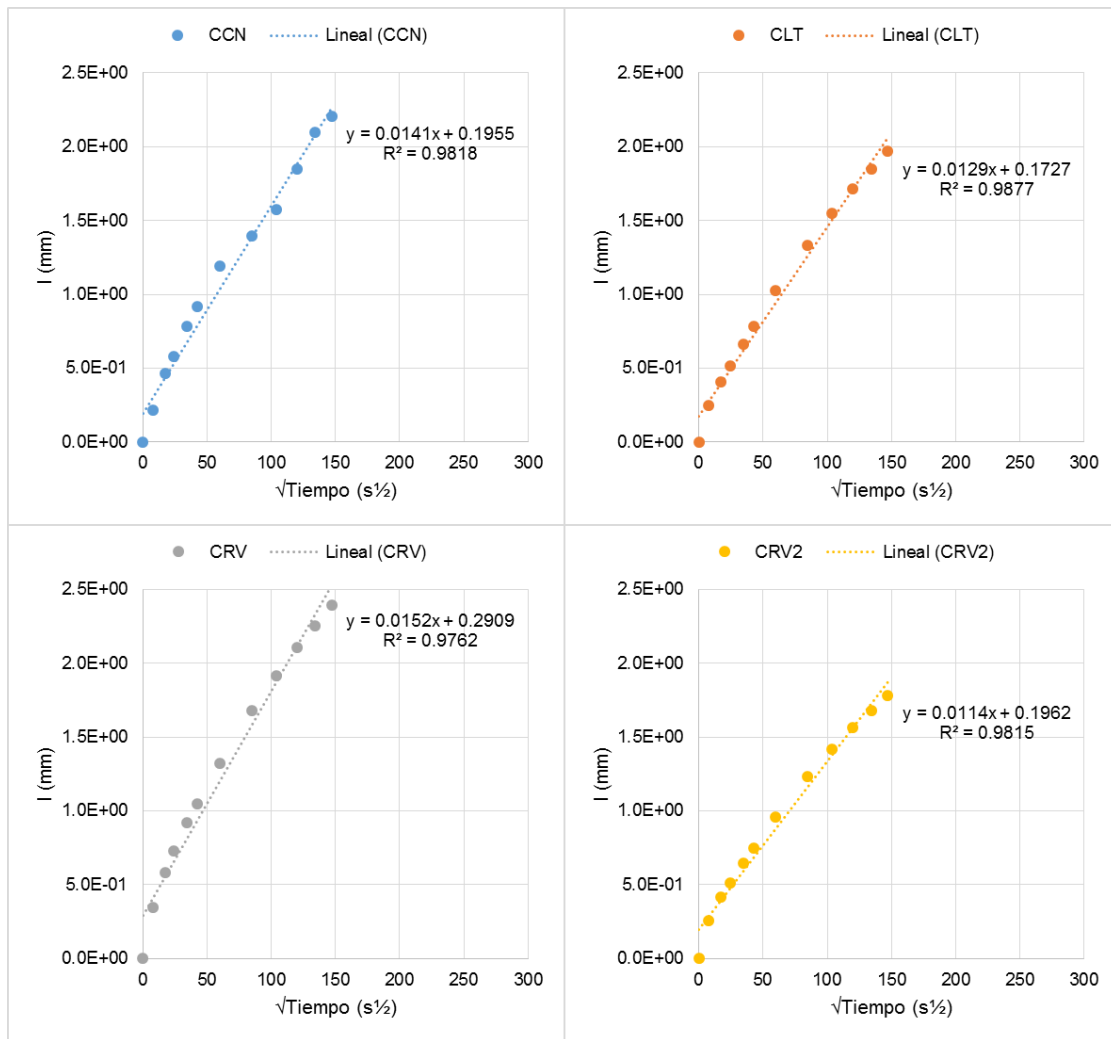 CCN Lineal (CCN)
2.5E+00
2.0E+00
1.5E+00
1.0E+00
5.0E-01
0.0E+00
I (mm)
y = 0.0141x + 0.1955
R² = 0.9818
0 50 100 150 200 250 300
√Tiempo (s½)
CLT Lineal (CLT)
2.5E+00
2.0E+00
1.5E+00
1.0E+00
5.0E-01
0.0E+00
I (mm)
y = 0.0129x + 0.1727
R² = 0.9877
0 50 100 150 200 250 300
√Tiempo (s½)
CRV Lineal (CRV)
2.5E+00
2.0E+00
1.5E+00
1.0E+00
5.0E-01
0.0E+00
I (mm)
y = 0.0152x + 0.2909
R² = 0.9762
0 50 100 150 200 250 300
√Tiempo (s½)
CRV2 Lineal (CRV2)
2.5E+00
2.0E+00
1.5E+00
1.0E+00
5.0E-01
0.0E+00
I (mm)
y = 0.0114x + 0.1962
R² = 0.9815
0 50 100 150 200 250 300
√Tiempo (s½)